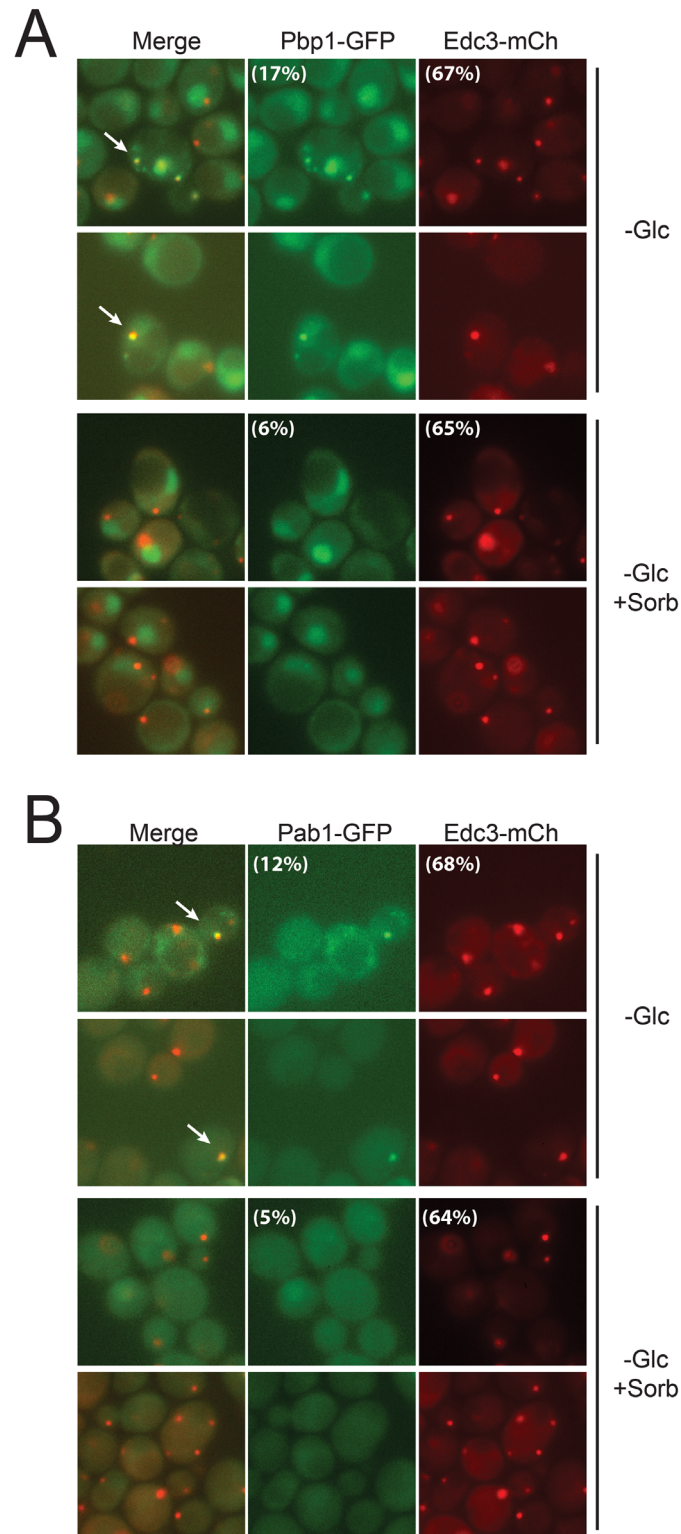 A
Merge Pbp1-GFP Edc3-mCh
(17%) (67%)
-Glc
(6%) (65%)
-Glc
+Sorb
B
Merge Pab1-GFP Edc3-mCh
(12%) (68%)
-Glc
(5%) (64%)
-Glc
+Sorb